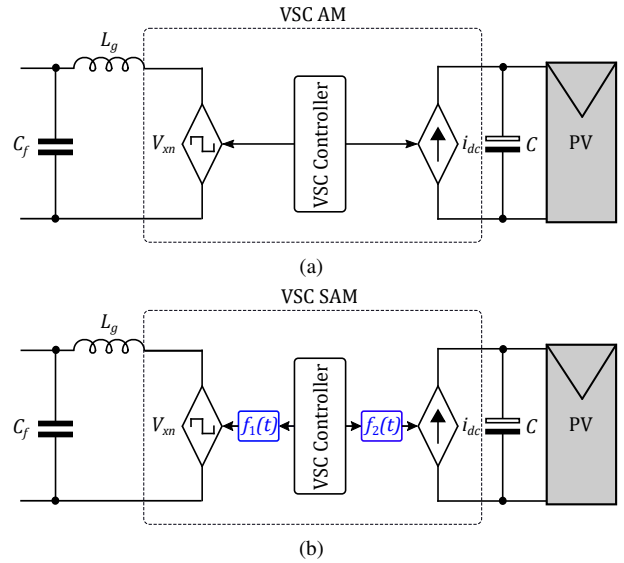 VSC AM
L_g
C_f
V_xn
VSC Controller
i_dc
C
PV
(a)
VSC SAM
L_g
C_f
V_xn
f_1(t)
VSC Controller
f_2(t)
i_dc
C
PV
(b)